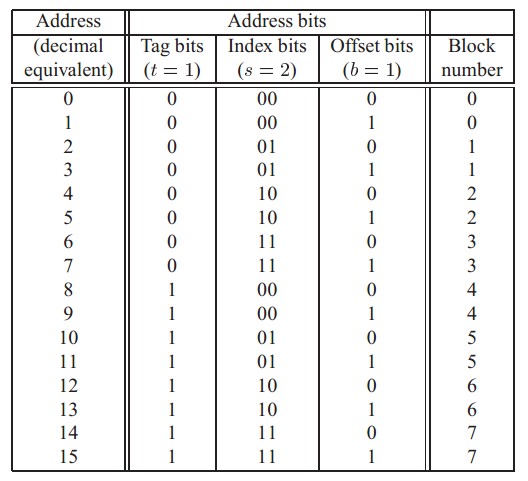 Address Address bits
(decimal Tag bits Index bits Offset bits Block
equivalent) (t = 1) (s = 2) (b = 1) number
0 0 00 0 0
1 0 00 1 0
2 0 01 0 1
3 0 01 1 1
4 0 10 0 2
5 0 10 1 2
6 0 11 0 3
7 0 11 1 3
8 1 00 0 4
9 1 00 1 4
10 1 01 0 5
11 1 01 1 5
12 1 10 0 6
13 1 10 1 6
14 1 11 0 7
15 1 11 1 7